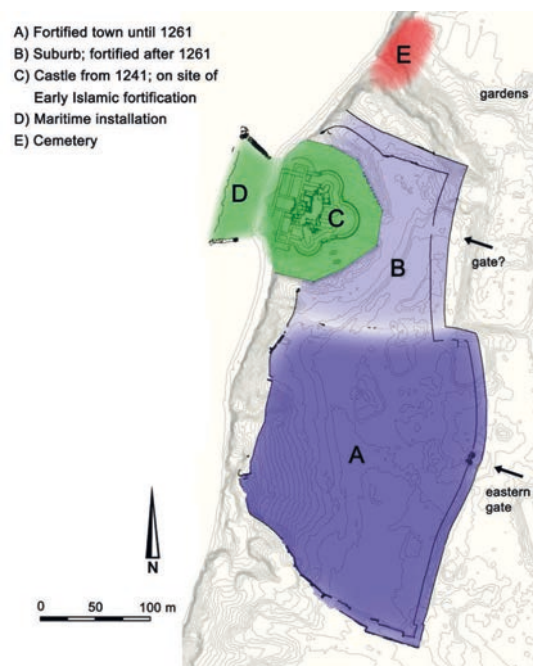 A) Fortified town until 1261
B) Suburb; fortified after 1261
C) Castle from 1241; on site of
Early Islamic fortification
D) Maritime installation
E) Cemetery
E
gardens
D
C
B
gate?
A
eastern
gate
N
0 50 100 m